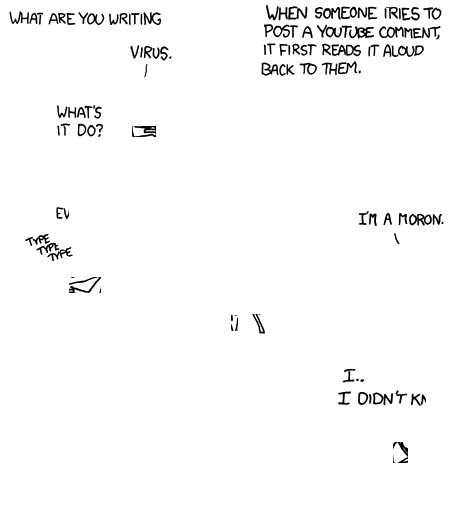 WHAT ARE YOU WRITING
VIRUS.
WHAT'S
IT DO?
TYPE
TYPE
TYPE
WHEN SOMEONE TRIES TO
POST A YOUTUBE COMMENT,
IT FIRST READS IT ALOUD
BACK TO THEM.
I'M A MORON.
I..
I DIDN'T